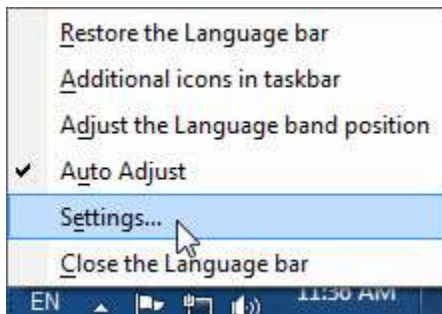 Restore the Language bar
Additional icons in taskbar
Adjust the Language band position
Auto Adjust
Settings...
Close the Language bar
EN 11:36 AM